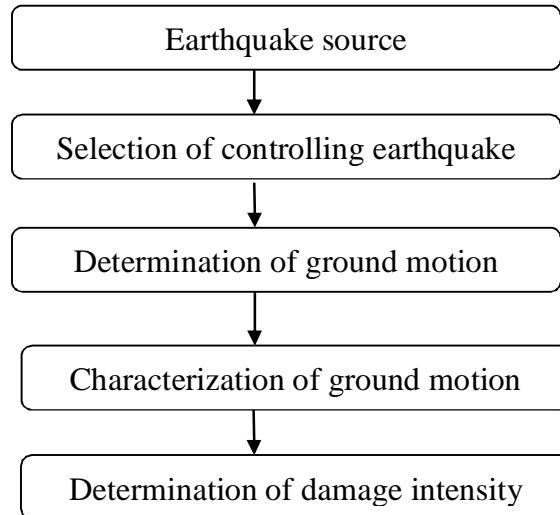 Earthquake source
Selection of controlling earthquake
Determination of ground motion
Characterization of ground motion
Determination of damage intensity